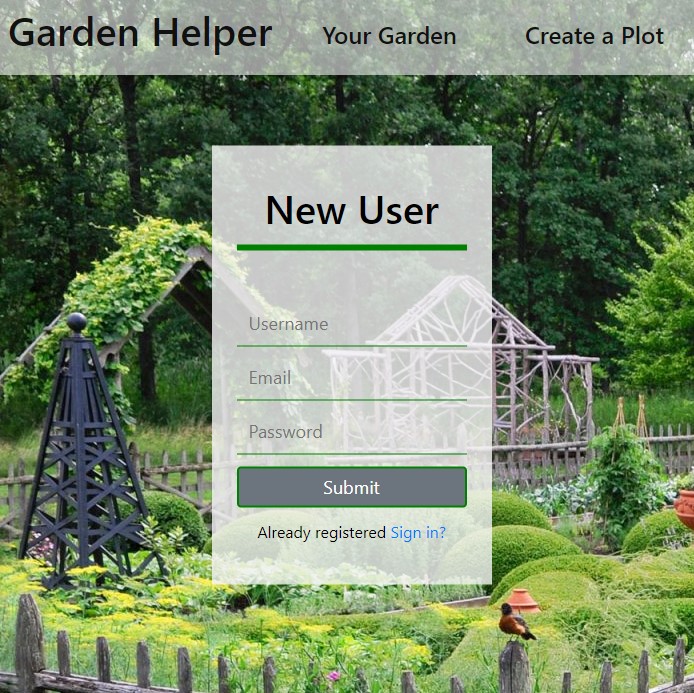 Garden Helper Your Garden Create a Plot
New User
Username
Email
Password
Submit
Already registered Sign in?